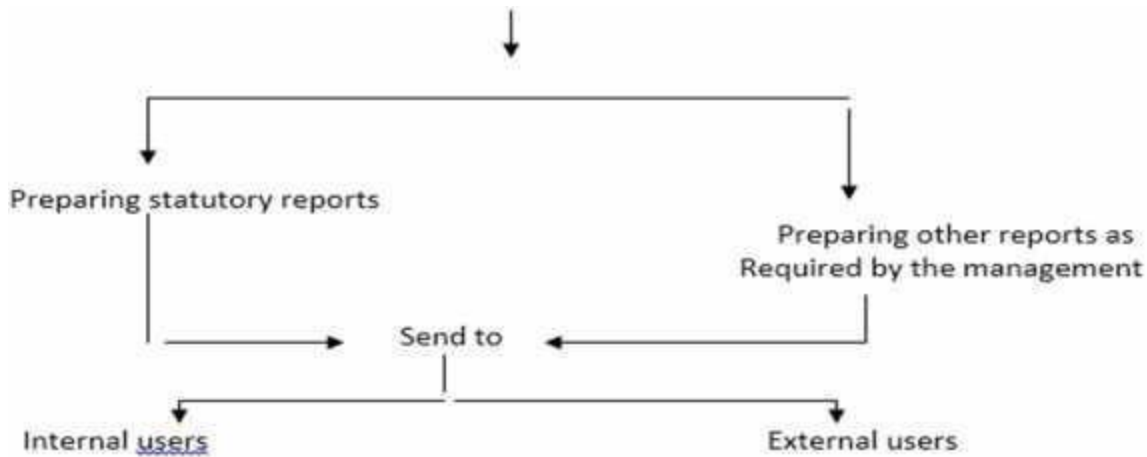 Preparing statutory reports
Preparing other reports as
Required by the management
Send to
Internal users
External users